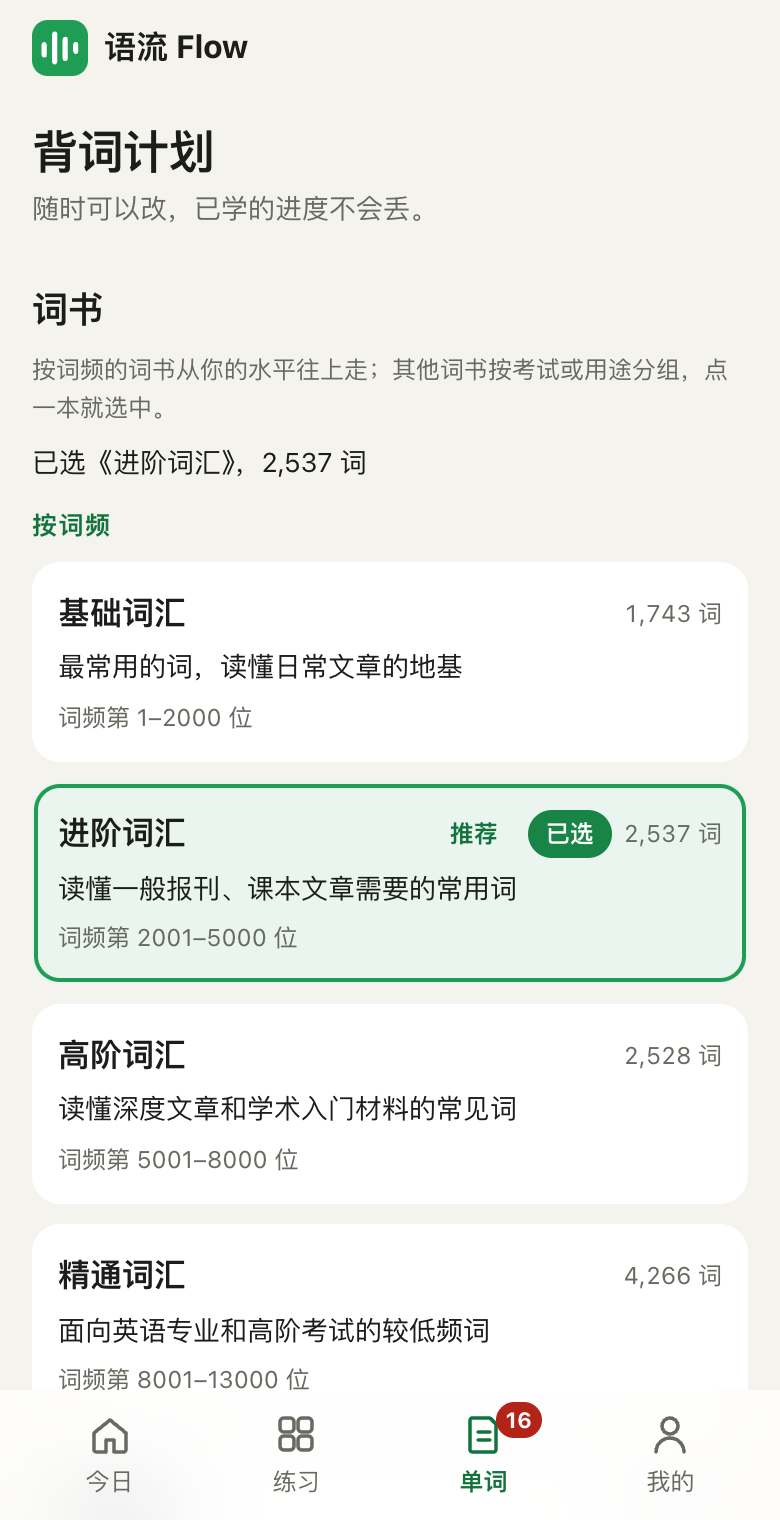 语流 Flow
背词计划
随时可以改，已学的进度不会丢。
词书
按词频的词书从你的水平往上走；其他词书按考试或用途分组，点
一本就选中。
已选《进阶词汇》，2,537 词
按词频
基础词汇 1,743 词
最常用的词，读懂日常文章的地基
词频第 1–2000 位
进阶词汇 推荐 已选 2,537 词
读懂一般报刊、课本文章需要的常用词
词频第 2001–5000 位
高阶词汇 2,528 词
读懂深度文章和学术入门材料的常见词
词频第 5001–8000 位
精通词汇 4,266 词
面向英语专业和高阶考试的较低频词
词频第 8001–13000 位
16
今日 练习 单词 我的